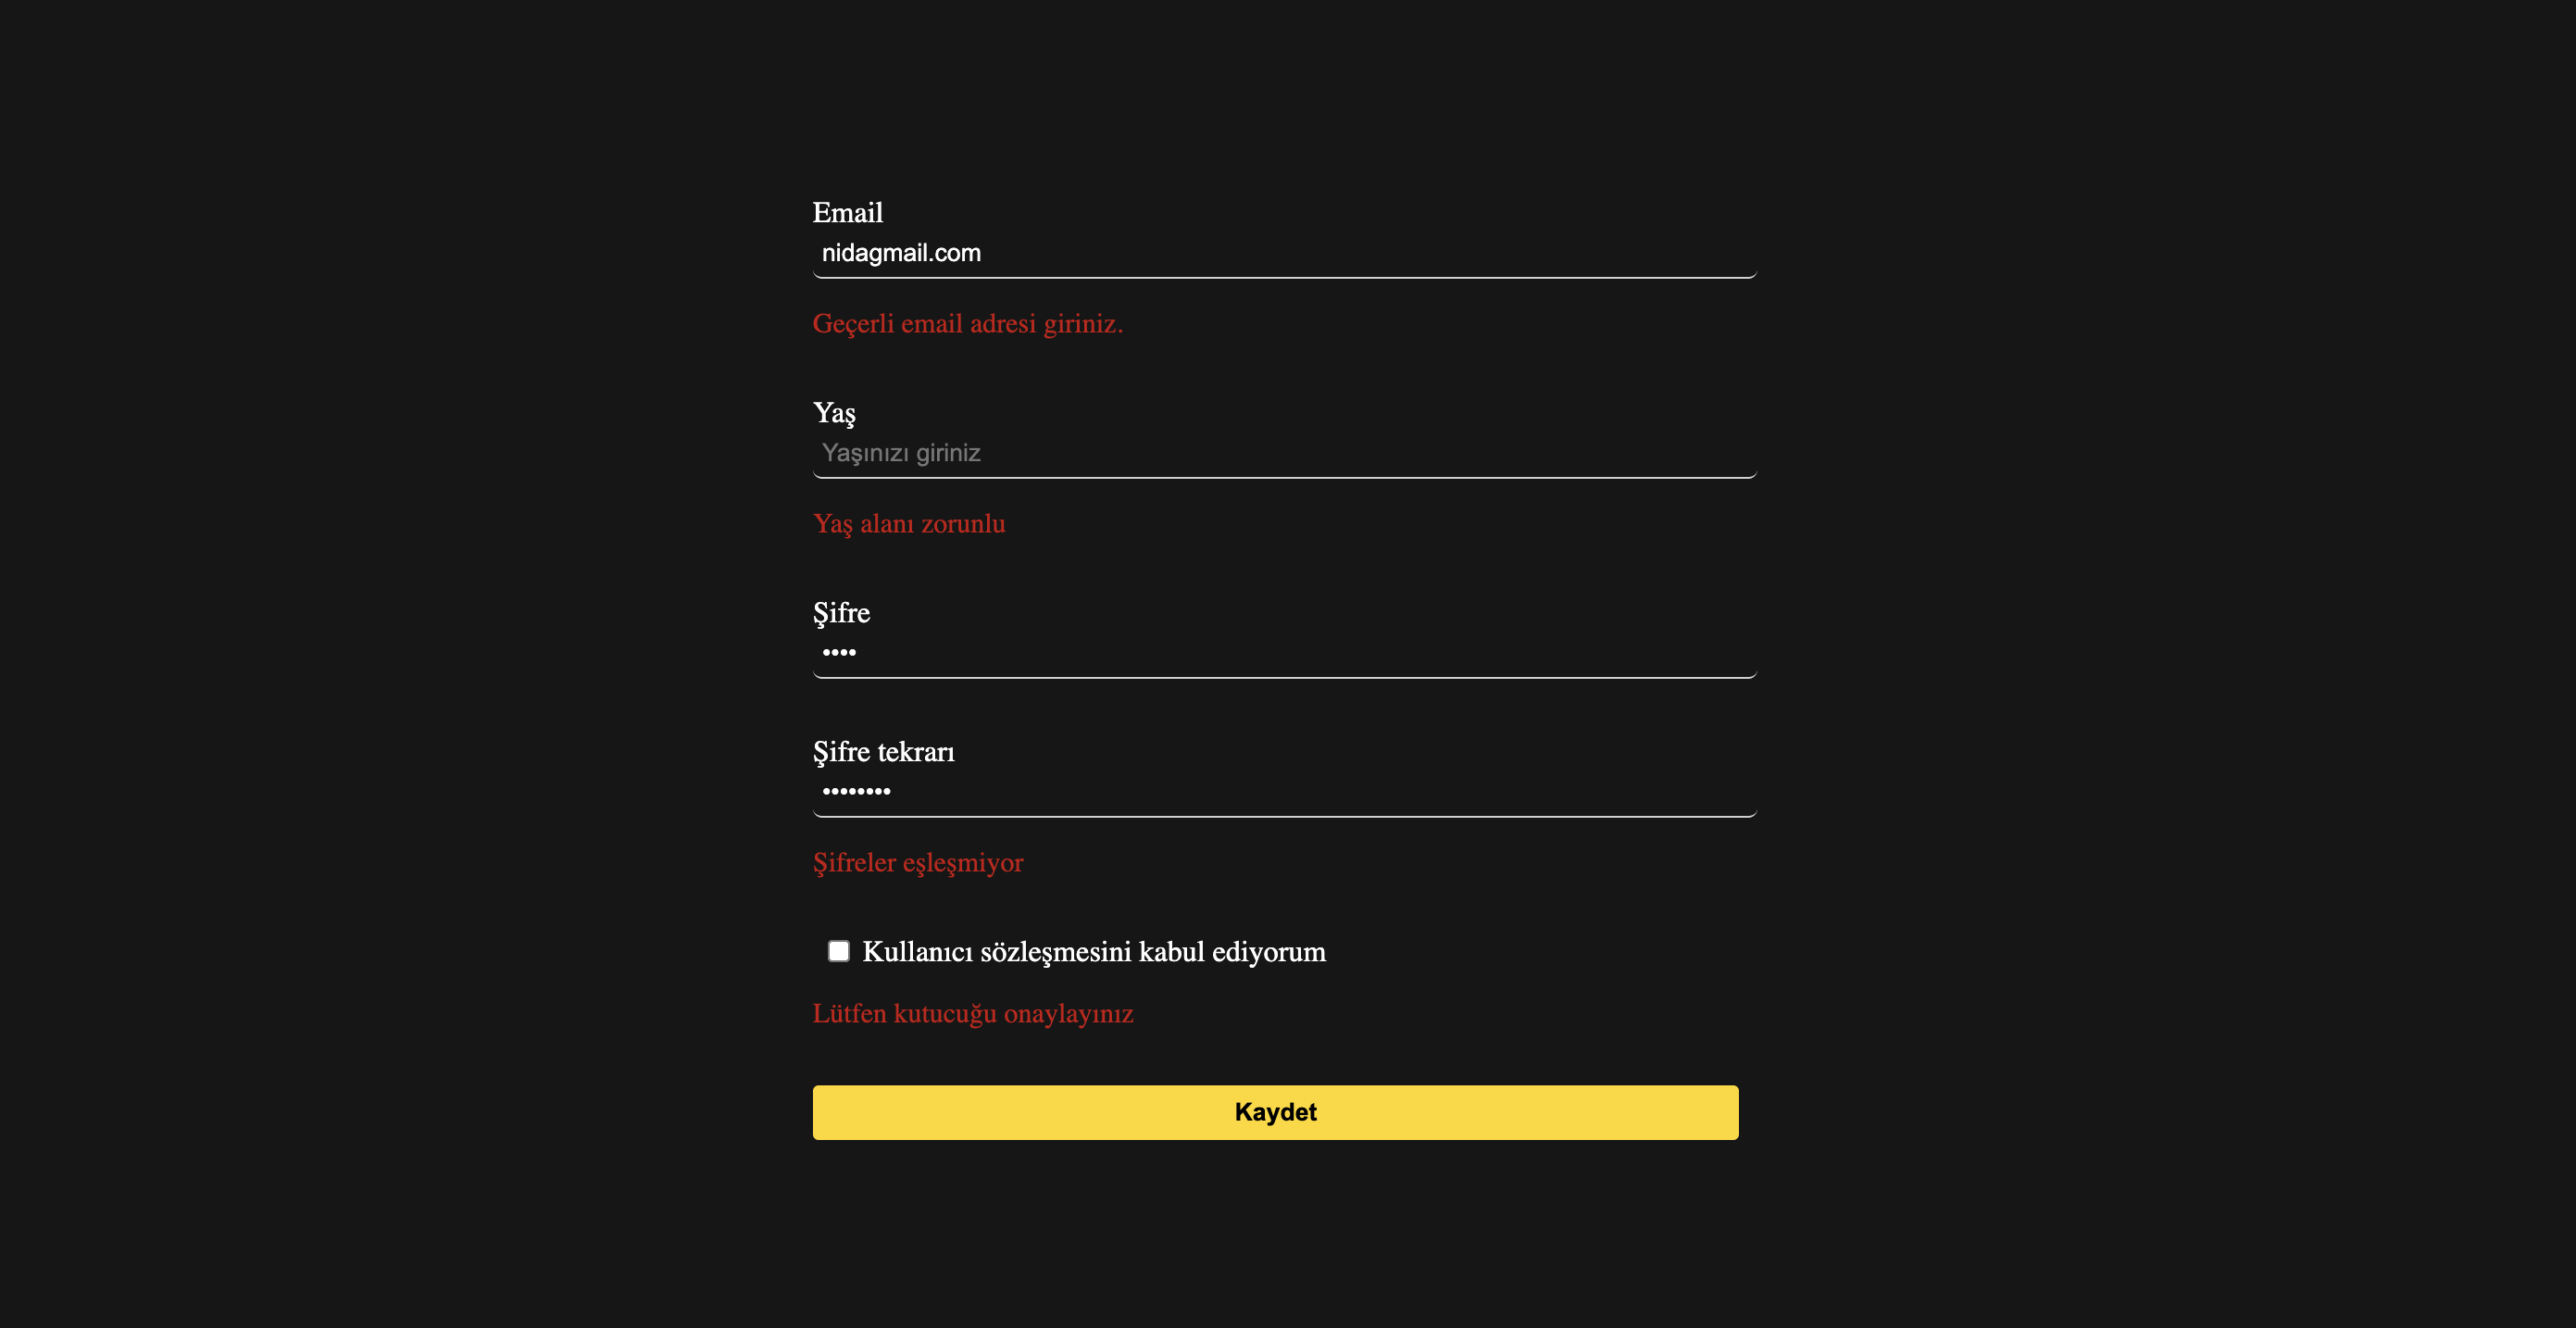 Email
nidagmail.com
Geçerli email adresi giriniz.
Yaş
Yaşınızı giriniz
Yaş alanı zorunlu
Şifre
••••
Şifre tekrarı
••••••••
Şifreler eşleşmiyor
Kullanıcı sözleşmesini kabul ediyorum
Lütfen kutucuğu onaylayınız
Kaydet